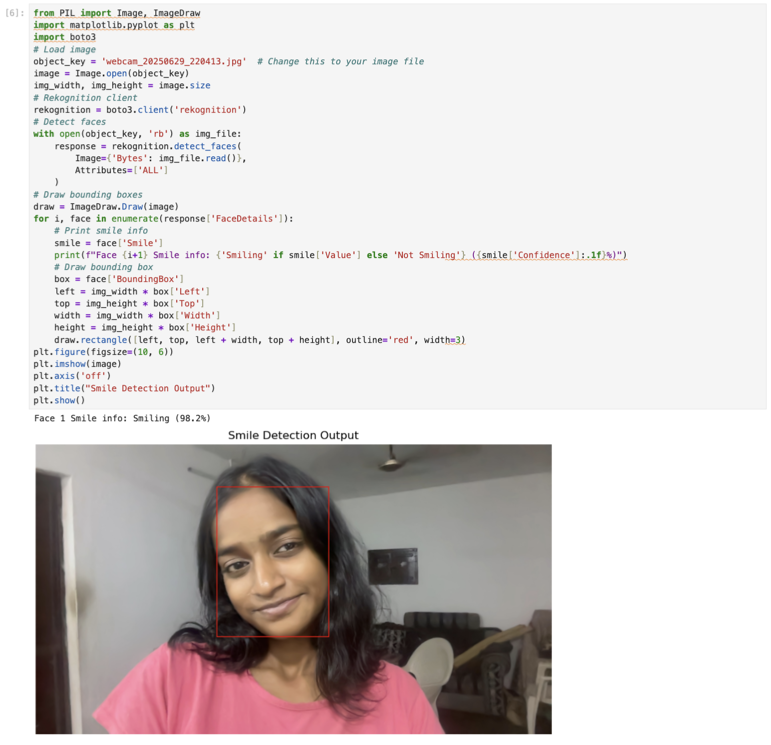 [6]: from PIL import Image, ImageDraw
import matplotlib.pyplot as plt
import boto3
# Load image
object_key = 'webcam_20250629_220413.jpg'  # Change this to your image file
image = Image.open(object_key)
img_width, img_height = image.size
# Rekognition client
rekognition = boto3.client('rekognition')
# Detect faces
with open(object_key, 'rb') as img_file:
    response = rekognition.detect_faces(
        Image={'Bytes': img_file.read()},
        Attributes=['ALL']
    )
# Draw bounding boxes
draw = ImageDraw.Draw(image)
for i, face in enumerate(response['FaceDetails']):
    # Print smile info
    smile = face['Smile']
    print(f"Face {i+1} Smile info: {'Smiling' if smile['Value'] else 'Not Smiling'} ({smile['Confidence']:.1f}%)")
    # Draw bounding box
    box = face['BoundingBox']
    left = img_width * box['Left']
    top = img_height * box['Top']
    width = img_width * box['Width']
    height = img_height * box['Height']
    draw.rectangle([left, top, left + width, top + height], outline='red', width=3)
plt.figure(figsize=(10, 6))
plt.imshow(image)
plt.axis('off')
plt.title("Smile Detection Output")
plt.show()
Face 1 Smile info: Smiling (98.2%)
Smile Detection Output